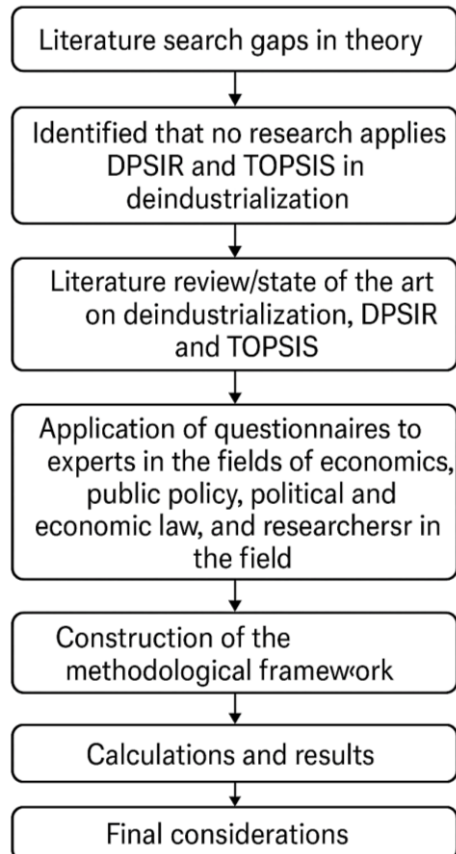 Literature search gaps in theory
Identified that no research applies
DPSIR and TOPSIS in
deindustrialization
Literature review/state of the art
on deindustrialization, DPSIR
and TOPSIS
Application of questionnaires to
experts in the fields of economics,
public policy, political and
economic law, and researchersr in
the field
Construction of the
methodological framework
Calculations and results
Final considerations